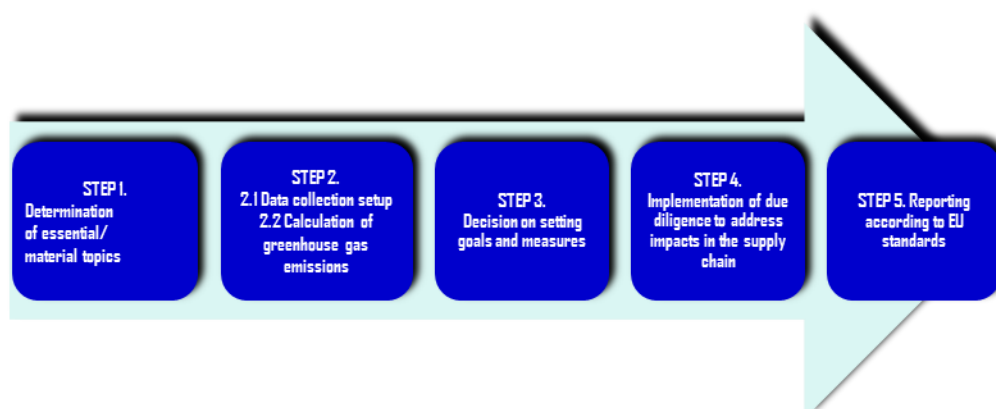 STEP 1.
Determination
of essential/
material topics
STEP 2.
2.1 Data collection setup
2.2 Calculation of
greenhouse gas
emissions
STEP 3.
Decision on setting
goals and measures
STEP 4.
Implementation of due
diligence to address
impacts in the supply
chain
STEP 5. Reporting
according to EU
standards